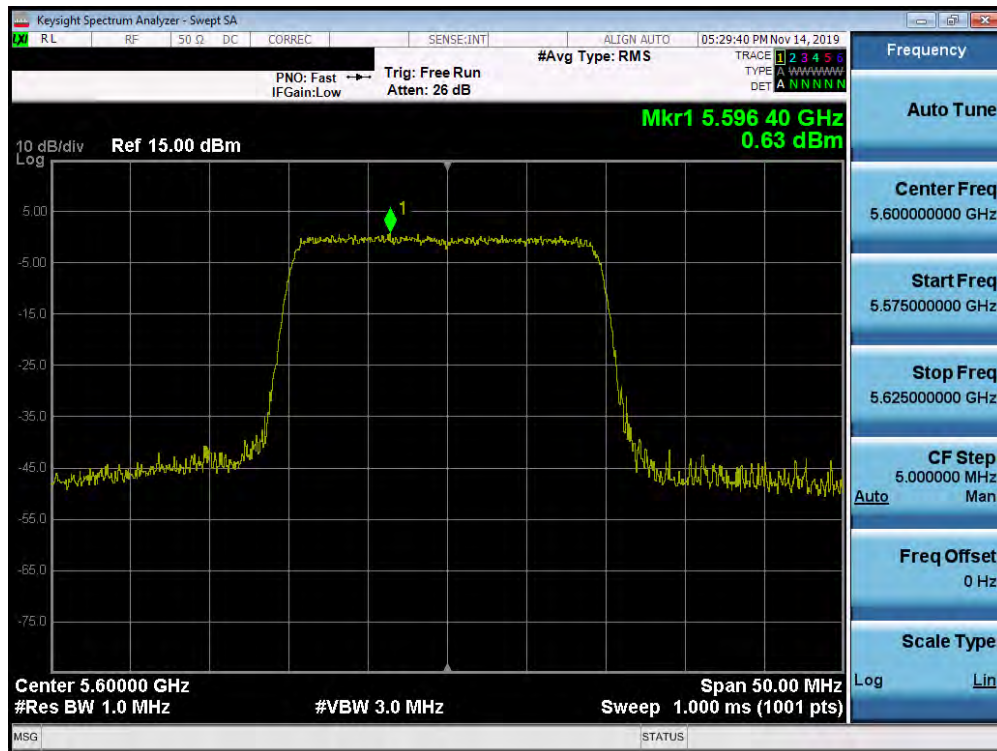 Keysight Spectrum Analyzer - Swept SA
LXI RL RF 50 Ω DC CORREC SENSE:INT ALIGN AUTO 05:29:40 PM Nov 14, 2019
#Avg Type: RMS
TRACE 1 2 3 4 5 6
TYPE A WWWWW
DET A N N N N N
PNO: Fast Trig: Free Run
IFGain:Low Atten: 26 dB
Mkr1 5.596 40 GHz
0.63 dBm
10 dB/div Ref 15.00 dBm
Log
1
5.00
-5.00
-15.0
-25.0
-35.0
-45.0
-55.0
-65.0
-75.0
Center 5.60000 GHz Span 50.00 MHz
#Res BW 1.0 MHz #VBW 3.0 MHz Sweep 1.000 ms (1001 pts)
MSG STATUS
Frequency
Auto Tune
Center Freq
5.600000000 GHz
Start Freq
5.575000000 GHz
Stop Freq
5.625000000 GHz
CF Step
5.000000 MHz
Auto Man
Freq Offset
0 Hz
Scale Type
Log Lin